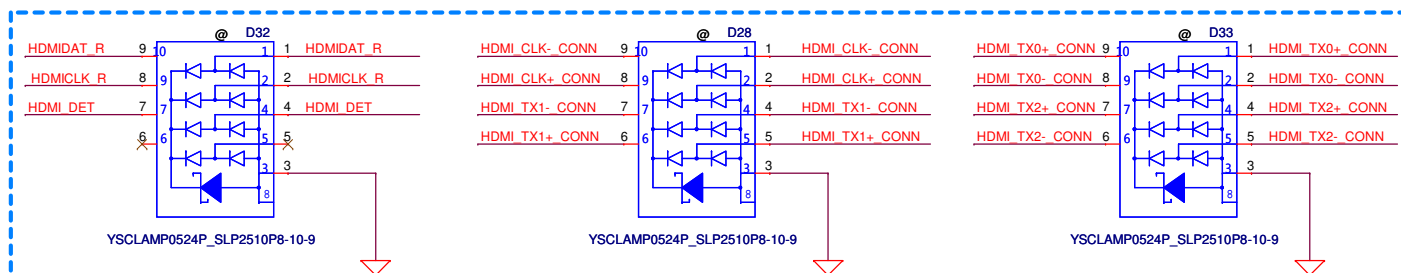 @ D32 @ D28 @ D33
HDMIDAT_R 9 10 1 1 HDMIDAT_R HDMI_CLK-_CONN 9 10 1 1 HDMI_CLK-_CONN HDMI_TX0+_CONN 9 10 1 1 HDMI_TX0+_CONN
HDMICLK_R 8 9 2 2 HDMICLK_R HDMI_CLK+_CONN 8 9 2 2 HDMI_CLK+_CONN HDMI_TX0-_CONN 8 9 2 2 HDMI_TX0-_CONN
HDMI_DET 7 7 4 4 HDMI_DET HDMI_TX1-_CONN 7 7 4 4 HDMI_TX1-_CONN HDMI_TX2+_CONN 7 7 4 4 HDMI_TX2+_CONN
6 6 5 5 HDMI_TX1+_CONN 6 6 5 5 HDMI_TX1+_CONN HDMI_TX2-_CONN 6 6 5 5 HDMI_TX2-_CONN
3 3 3 3 3 3
8 8 8
YSCLAMP0524P_SLP2510P8-10-9 YSCLAMP0524P_SLP2510P8-10-9 YSCLAMP0524P_SLP2510P8-10-9